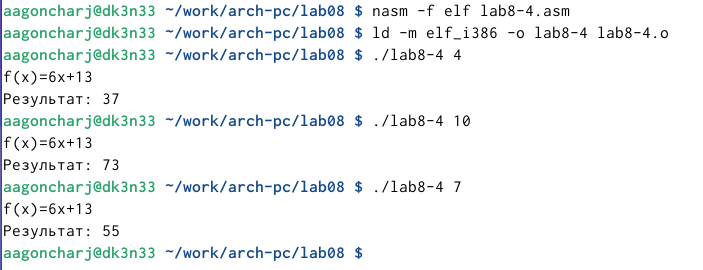 aagoncharj@dk3n33 ~/work/arch-pc/lab08 $ nasm -f elf lab8-4.asm
aagoncharj@dk3n33 ~/work/arch-pc/lab08 $ ld -m elf_i386 -o lab8-4 lab8-4.o
aagoncharj@dk3n33 ~/work/arch-pc/lab08 $ ./lab8-4 4
f(x)=6x+13
Результат: 37
aagoncharj@dk3n33 ~/work/arch-pc/lab08 $ ./lab8-4 10
f(x)=6x+13
Результат: 73
aagoncharj@dk3n33 ~/work/arch-pc/lab08 $ ./lab8-4 7
f(x)=6x+13
Результат: 55
aagoncharj@dk3n33 ~/work/arch-pc/lab08 $